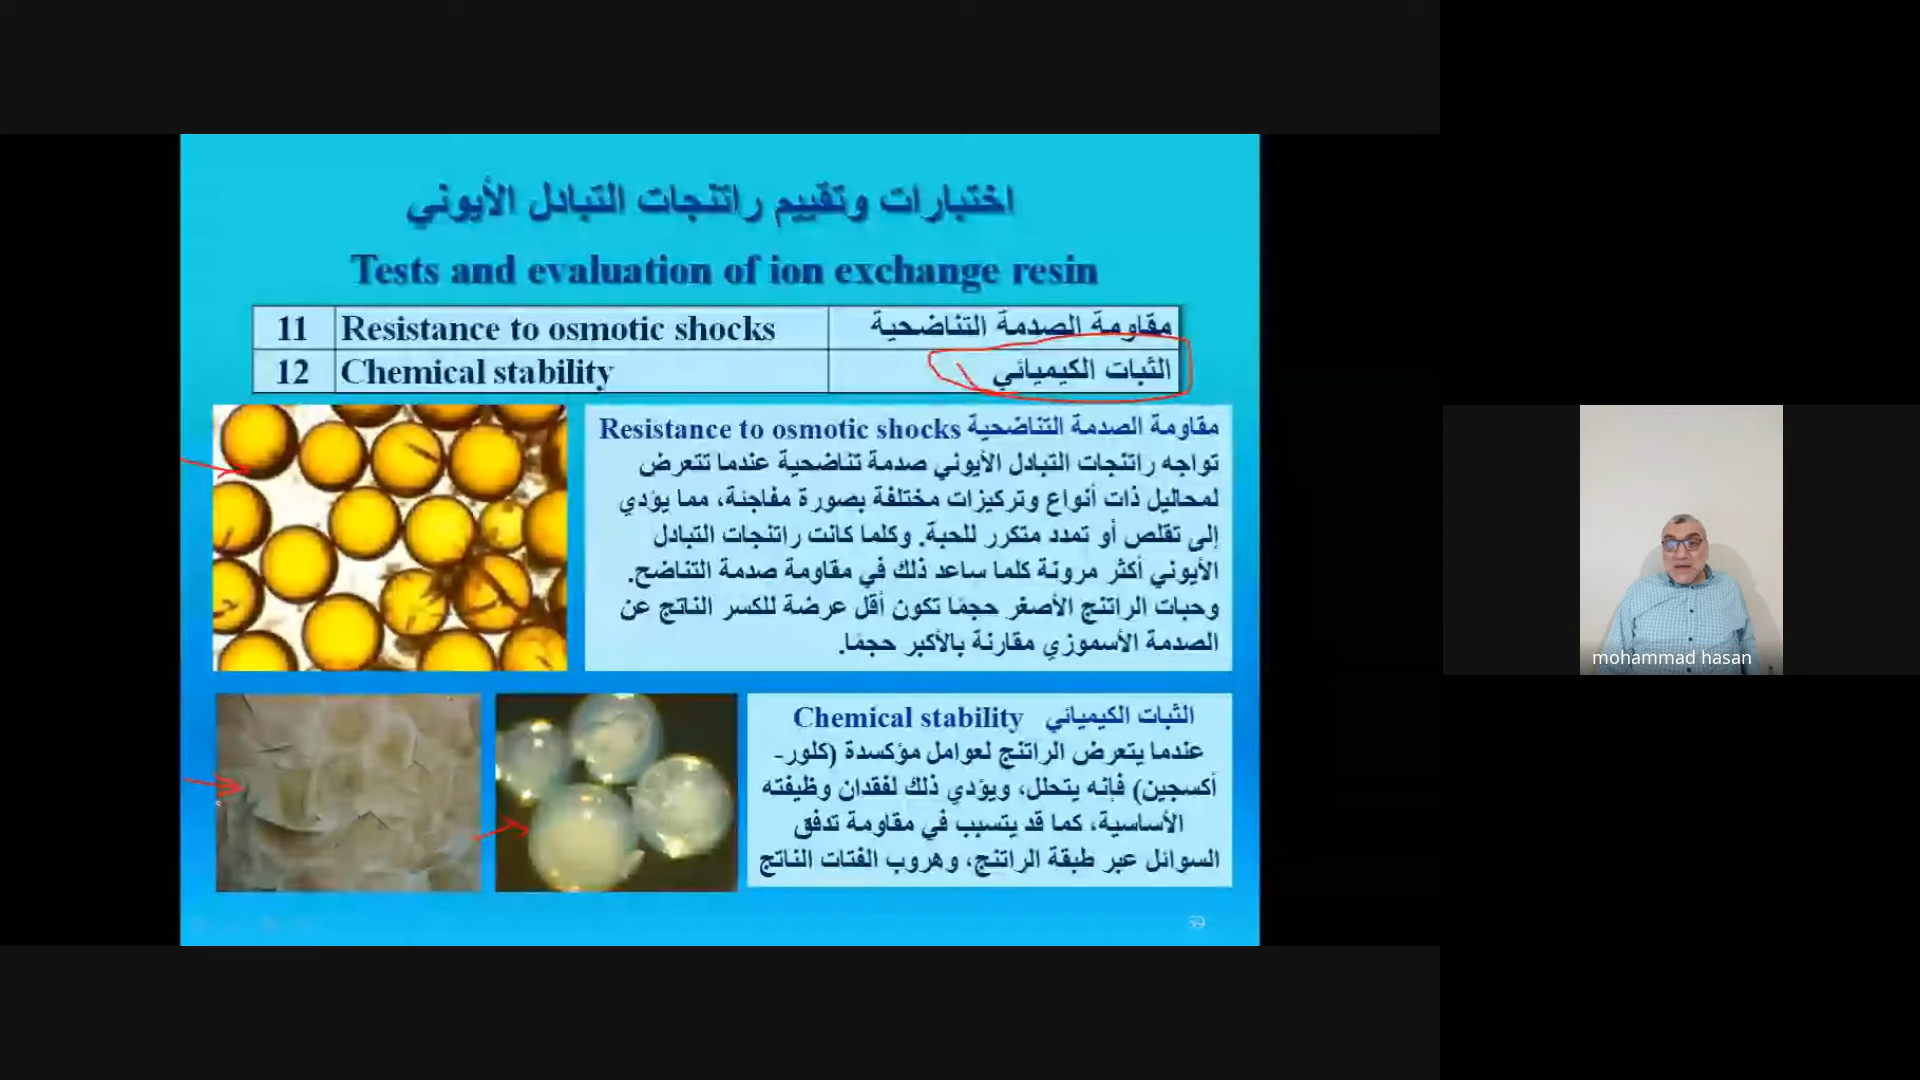 اختبارات وتقييم راتنجات التبادل الأيوني
Tests and evaluation of ion exchange resin
11 Resistance to osmotic shocks مقاومة الصدمة التناضحية
12 Chemical stability الثبات الكيميائي
مقاومة الصدمة التناضحية Resistance to osmotic shocks
تواجه راتنجات التبادل الأيوني صدمة تناضحية عندما تتعرض
لمحاليل ذات أنواع وتركيزات مختلفة بصورة مفاجئة، مما يؤدي
إلى تقلص أو تمدد متكرر للحبة. وكلما كانت راتنجات التبادل
الأيوني أكثر مرونة كلما ساعد ذلك في مقاومة صدمة التناضح.
وحبات الراتنج الأصغر حجمًا تكون أقل عرضة للكسر الناتج عن
الصدمة الأسموزي مقارنة بالأكبر حجمًا.
الثبات الكيميائي Chemical stability
عندما يتعرض الراتنج لعوامل مؤكسدة (كلور-
أكسجين) فإنه يتحلل، ويؤدي ذلك لفقدان وظيفته
الأساسية، كما قد يتسبب في مقاومة تدفق
السوائل عبر طبقة الراتنج، وهروب الفتات الناتج
59
mohammad hasan